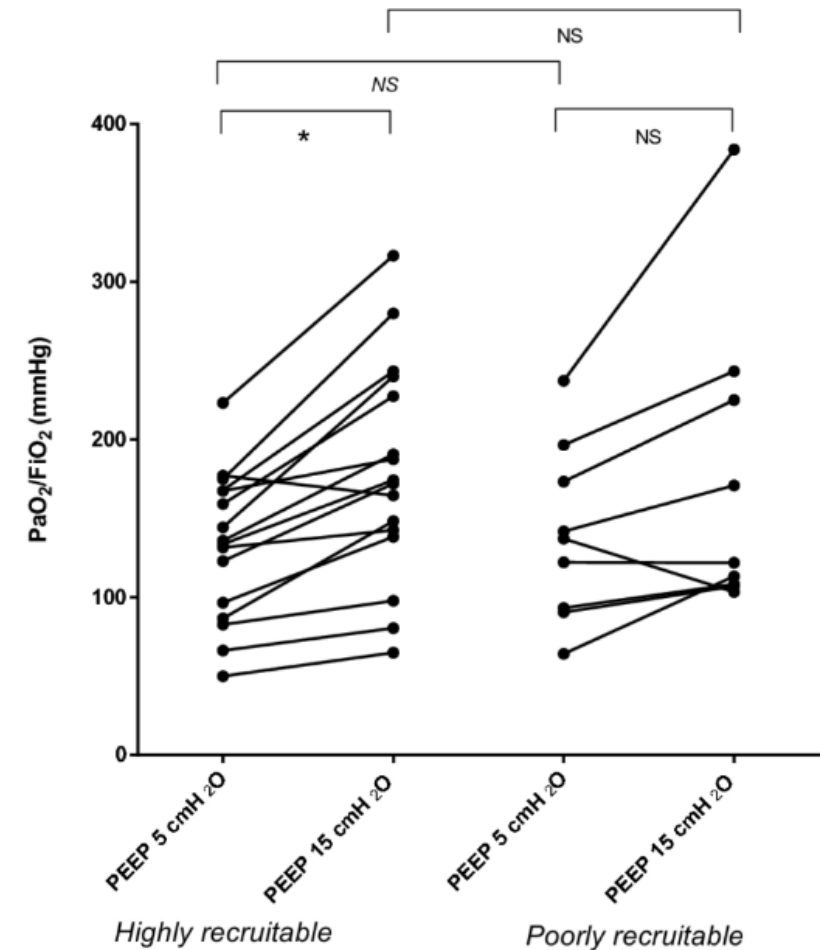 NS
NS
*
NS
400
300
200
100
0
PaO₂/FiO₂ (mmHg)
PEEP 5 cmH ₂O
PEEP 15 cmH ₂O
PEEP 5 cmH ₂O
PEEP 15 cmH ₂O
Highly recruitable
Poorly recruitable